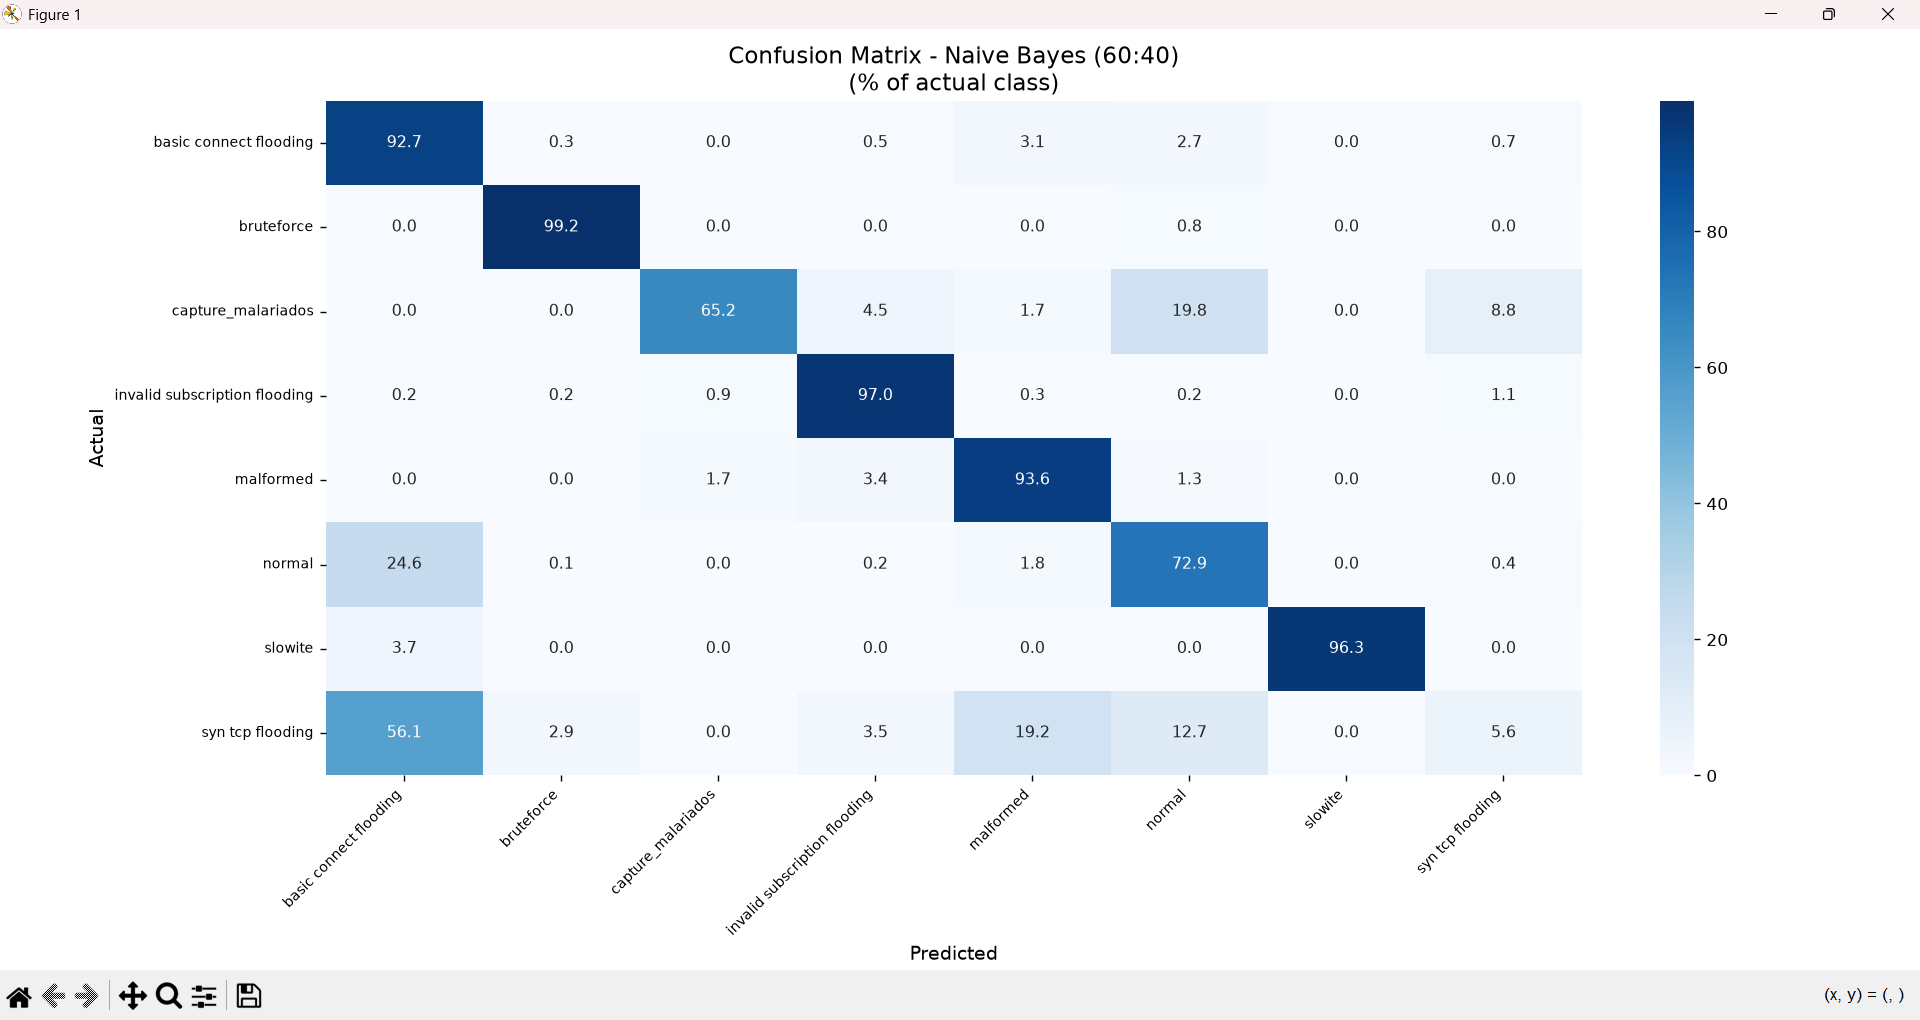 Figure 1
Confusion Matrix - Naive Bayes (60:40)
(% of actual class)
basic connect flooding 92.7 0.3 0.0 0.5 3.1 2.7 0.0 0.7
bruteforce 0.0 99.2 0.0 0.0 0.0 0.8 0.0 0.0
80
capture_malariados 0.0 0.0 65.2 4.5 1.7 19.8 0.0 8.8
60
invalid subscription flooding 0.2 0.2 0.9 97.0 0.3 0.2 0.0 1.1
Actual
malformed 0.0 0.0 1.7 3.4 93.6 1.3 0.0 0.0
40
normal 24.6 0.1 0.0 0.2 1.8 72.9 0.0 0.4
20
slowite 3.7 0.0 0.0 0.0 0.0 0.0 96.3 0.0
syn tcp flooding 56.1 2.9 0.0 3.5 19.2 12.7 0.0 5.6
0
basic connect flooding
bruteforce
capture_malariados
invalid subscription flooding
malformed
normal
slowite
syn tcp flooding
Predicted
(x, y) = (, )